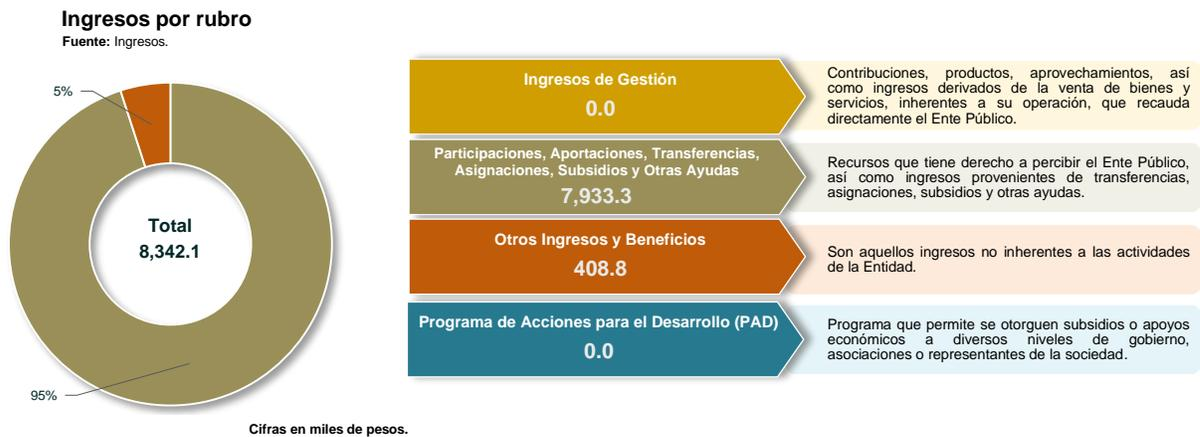 Ingresos por rubro
Fuente: Ingresos.
5%
Total
8,342.1
95%
Ingresos de Gestión
0.0
Contribuciones, productos, aprovechamientos, así
como ingresos derivados de la venta de bienes y
servicios, inherentes a su operación, que recauda
directamente el Ente Público.
Participaciones, Aportaciones, Transferencias,
Asignaciones, Subsidios y Otras Ayudas
7,933.3
Recursos que tiene derecho a percibir el Ente Público,
así como ingresos provenientes de transferencias,
asignaciones, subsidios y otras ayudas.
Otros Ingresos y Beneficios
408.8
Son aquellos ingresos no inherentes a las actividades
de la Entidad.
Programa de Acciones para el Desarrollo (PAD)
0.0
Programa que permite se otorguen subsidios o apoyos
económicos a diversos niveles de gobierno,
asociaciones o representantes de la sociedad.
Cifras en miles de pesos.